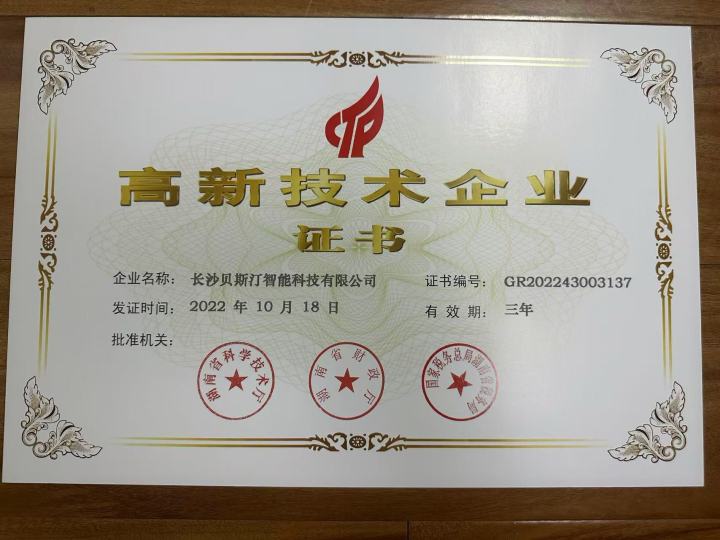 CTP
高新技术企业
证书
企业名称： 长沙贝斯汀智能科技有限公司
证书编号： GR202243003137
发证时间： 2022 年 10 月 18 日
有 效 期： 三年
批准机关：
湖南省科学技术厅
湖南省财政厅
国家税务总局湖南省税务局